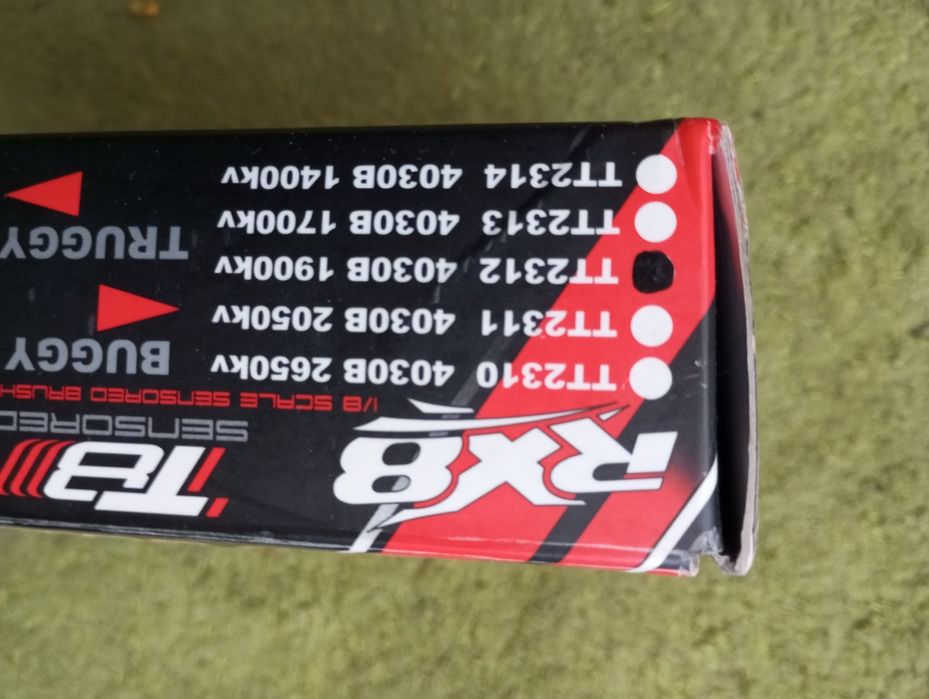 RX8 T8
SENSORED
1/8 SCALE SENSORED
TT2310 4030B 2650kv BUGGY
TT2311 4030B 2050kv
TT2312 4030B 1900kv
TT2313 4030B 1700kv TRUGGY
TT2314 4030B 1400kv